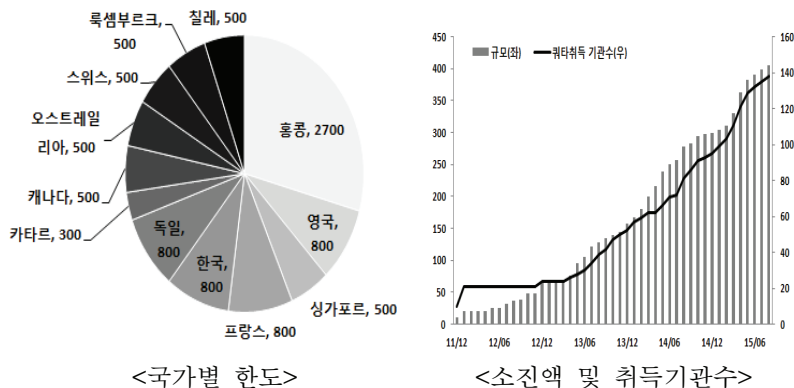 룩셈부르크,
500
칠레, 500
스위스, 500
오스트레일
리아, 500
캐나다, 500
카타르, 300
독일,
800
한국,
800
프랑스, 800
싱가포르, 500
영국,
800
홍콩, 2700
<국가별 한도>
규모(좌)
쿼타취득 기관수(우)
450
400
350
300
250
200
150
100
50
0
160
140
120
100
80
60
40
20
0
11/12 12/06 12/12 13/06 13/12 14/06 14/12 15/06
<소진액 및 취득기관수>